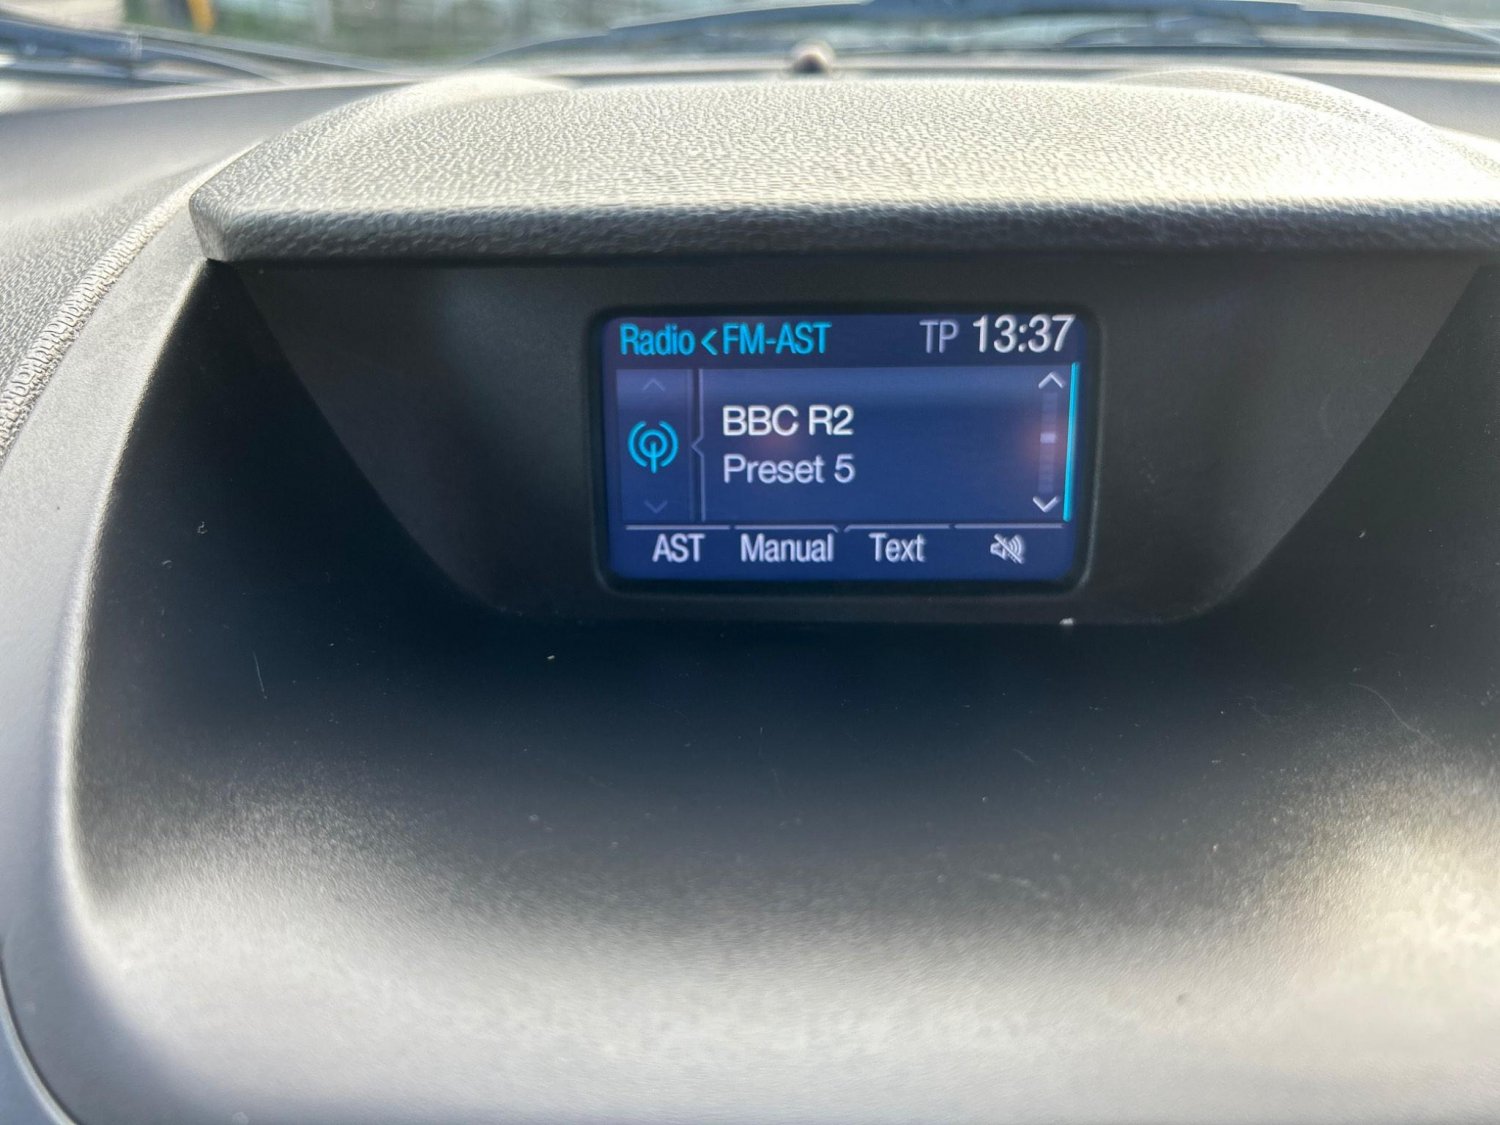 Radio < FM-AST TP 13:37
BBC R2
Preset 5
AST Manual Text